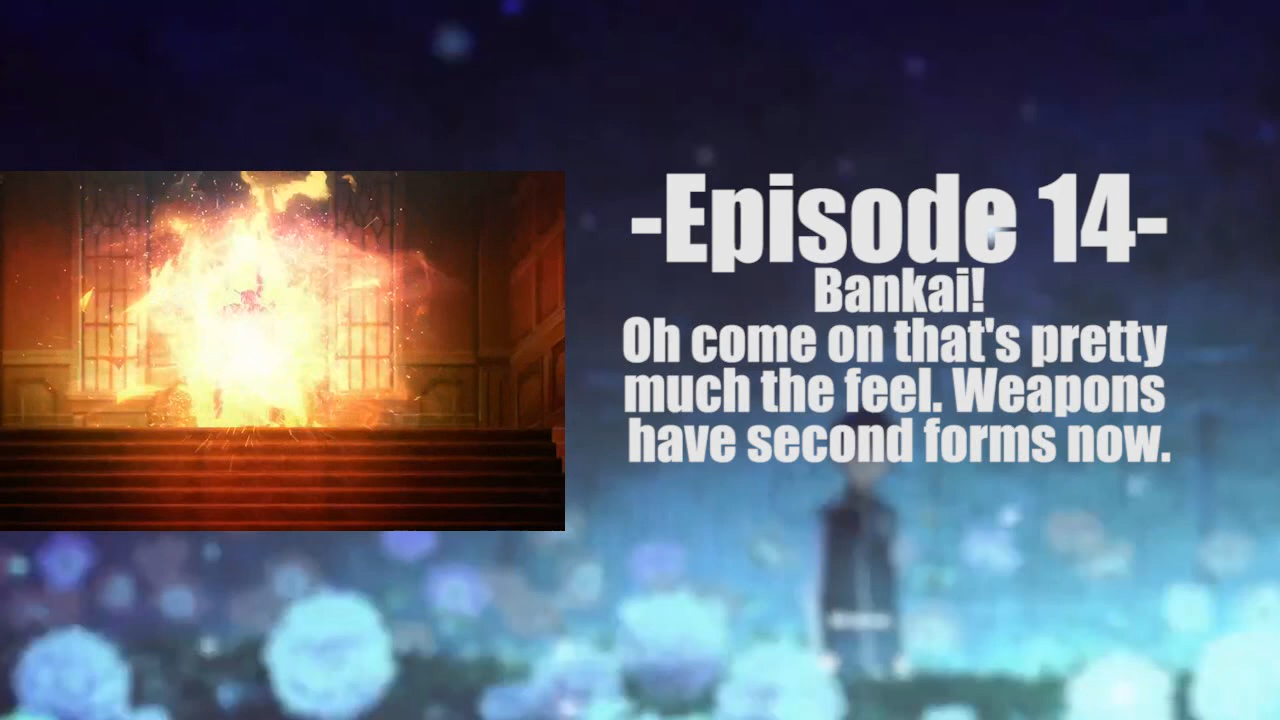 -Episode 14-
Bankai!
Oh come on that's pretty
much the feel. Weapons
have second forms now.